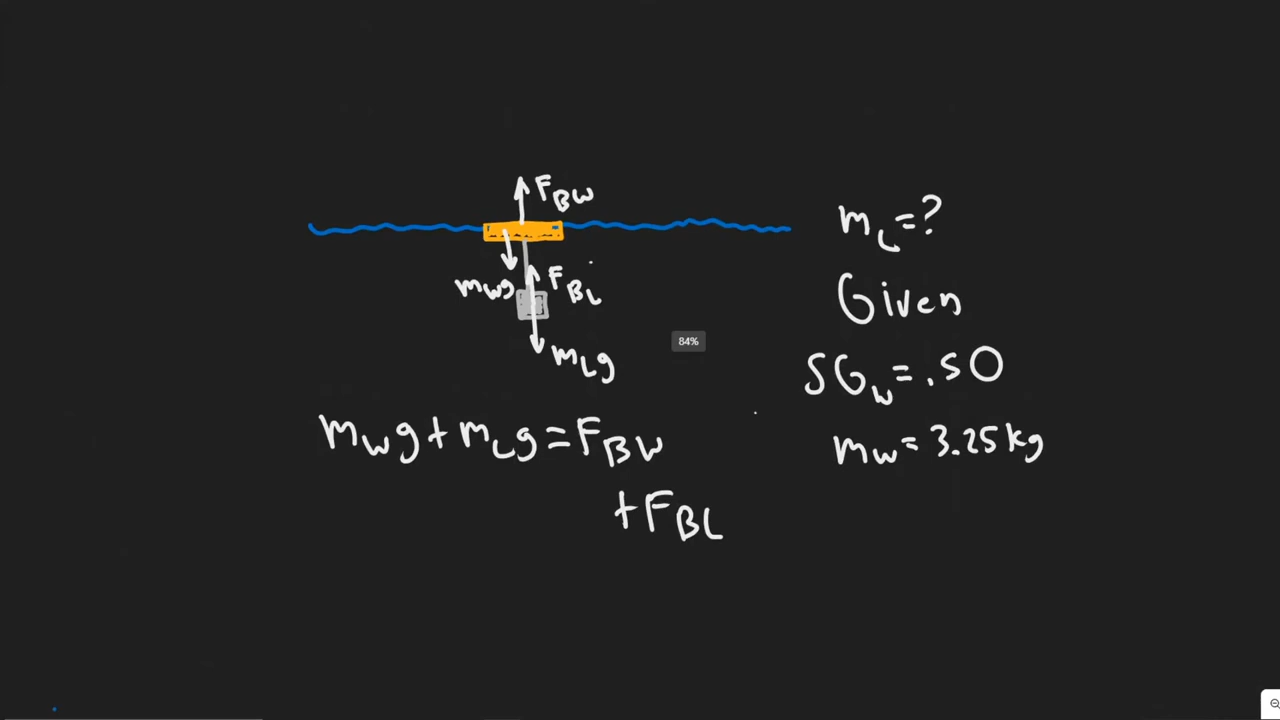 F_BW
m_L = ?
m_W g
F_BL
Given
84%
m_L g
SG_W = .50
m_W g + m_L g = F_BW
+ F_BL
m_W = 3.25 kg